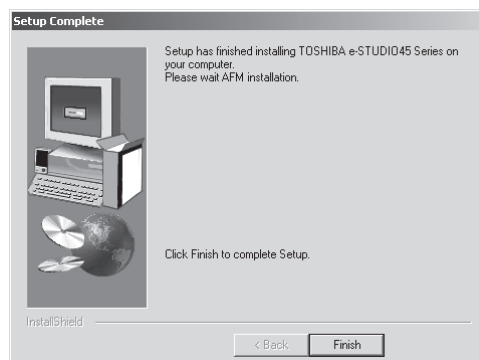 Setup Complete
Setup has finished installing TOSHIBA e-STUDIO45 Series on
your computer.
Please wait AFM installation.
Click Finish to complete Setup.
InstallShield
< Back
Finish